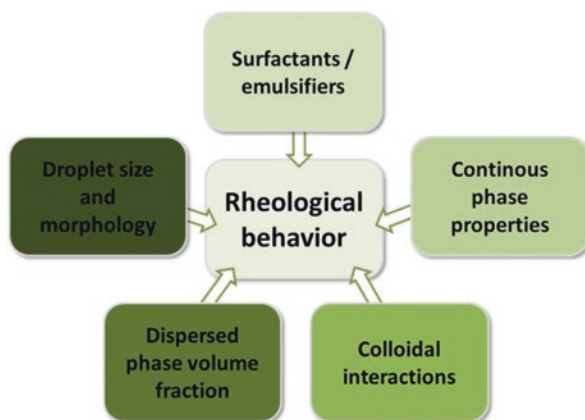 Surfactants /
emulsifiers
Droplet size
and
morphology
Rheological
behavior
Continous
phase
properties
Dispersed
phase volume
fraction
Colloidal
interactions